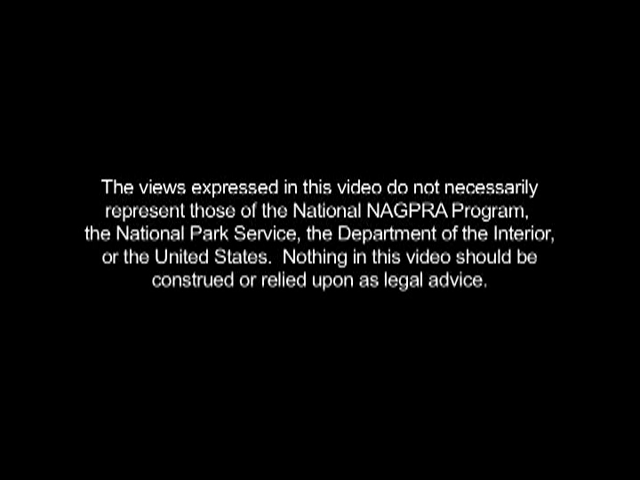 The views expressed in this video do not necessarily
represent those of the National NAGPRA Program,
the National Park Service, the Department of the Interior,
or the United States.  Nothing in this video should be
construed or relied upon as legal advice.